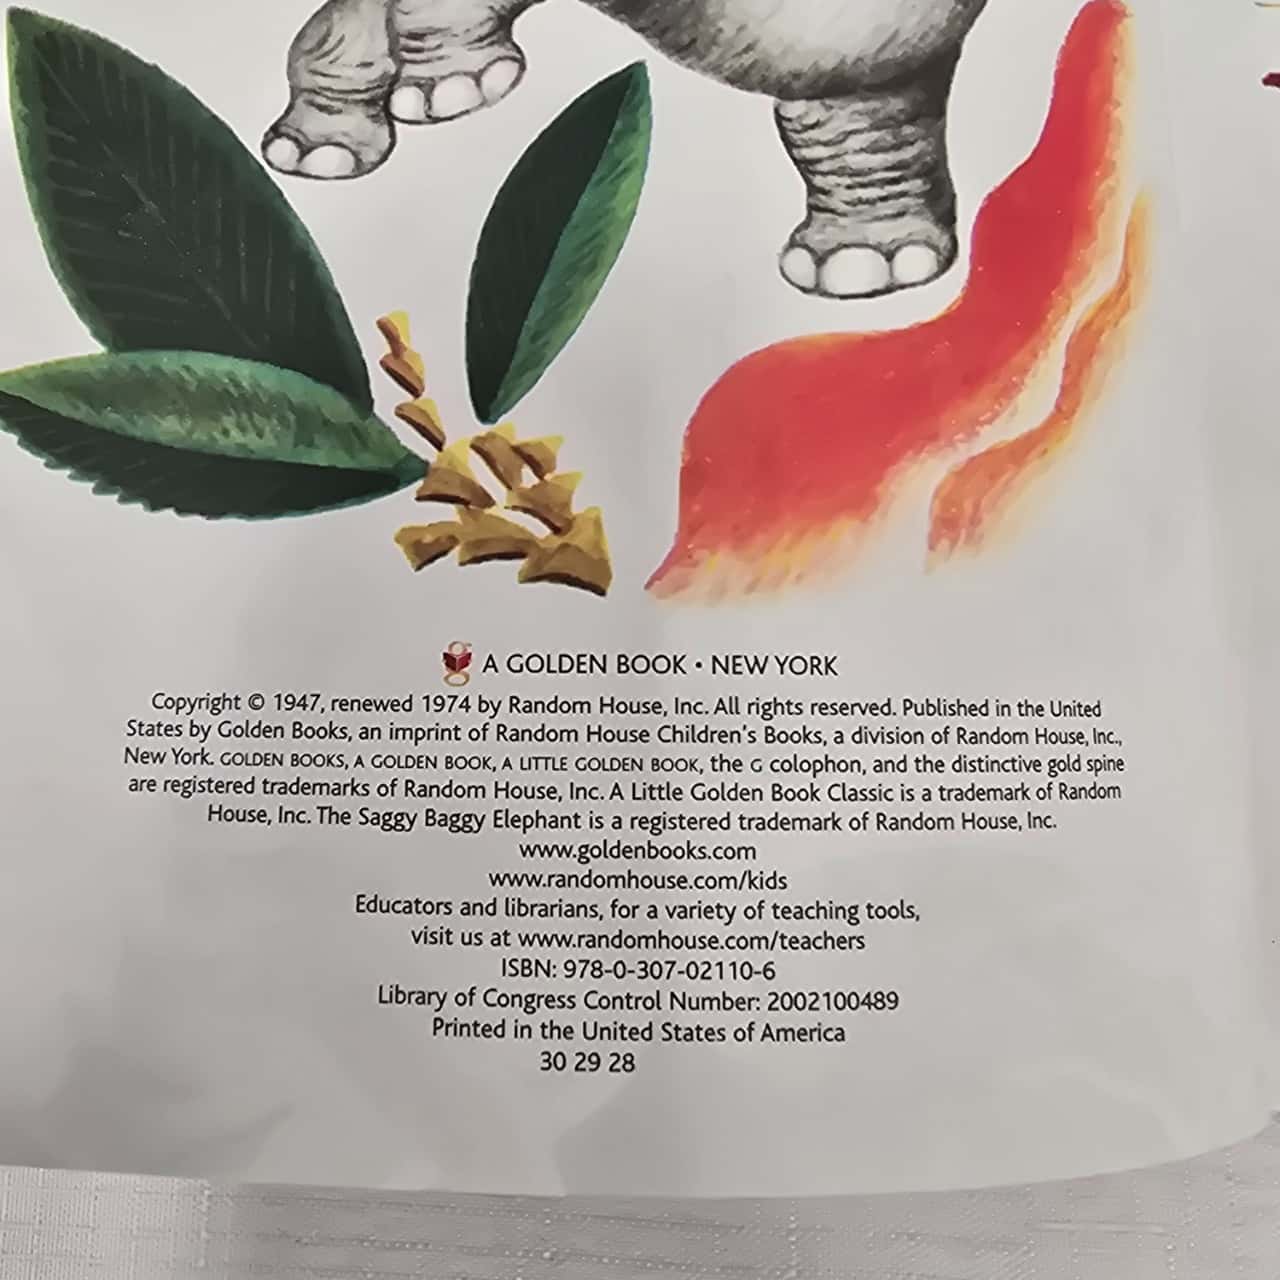 A GOLDEN BOOK • NEW YORK
Copyright © 1947, renewed 1974 by Random House, Inc. All rights reserved. Published in the United
States by Golden Books, an imprint of Random House Children's Books, a division of Random House, Inc.,
New York. GOLDEN BOOKS, A GOLDEN BOOK, A LITTLE GOLDEN BOOK, the G colophon, and the distinctive gold spine
are registered trademarks of Random House, Inc. A Little Golden Book Classic is a trademark of Random
House, Inc. The Saggy Baggy Elephant is a registered trademark of Random House, Inc.
www.goldenbooks.com
www.randomhouse.com/kids
Educators and librarians, for a variety of teaching tools,
visit us at www.randomhouse.com/teachers
ISBN: 978-0-307-02110-6
Library of Congress Control Number: 2002100489
Printed in the United States of America
30 29 28